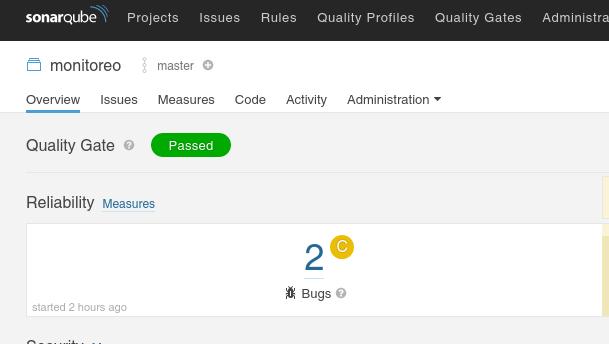 sonarqube Projects Issues Rules Quality Profiles Quality Gates Administra
monitoreo master
Overview Issues Measures Code Activity Administration
Quality Gate ? Passed
Reliability Measures
2 C
Bugs ?
started 2 hours ago
Security